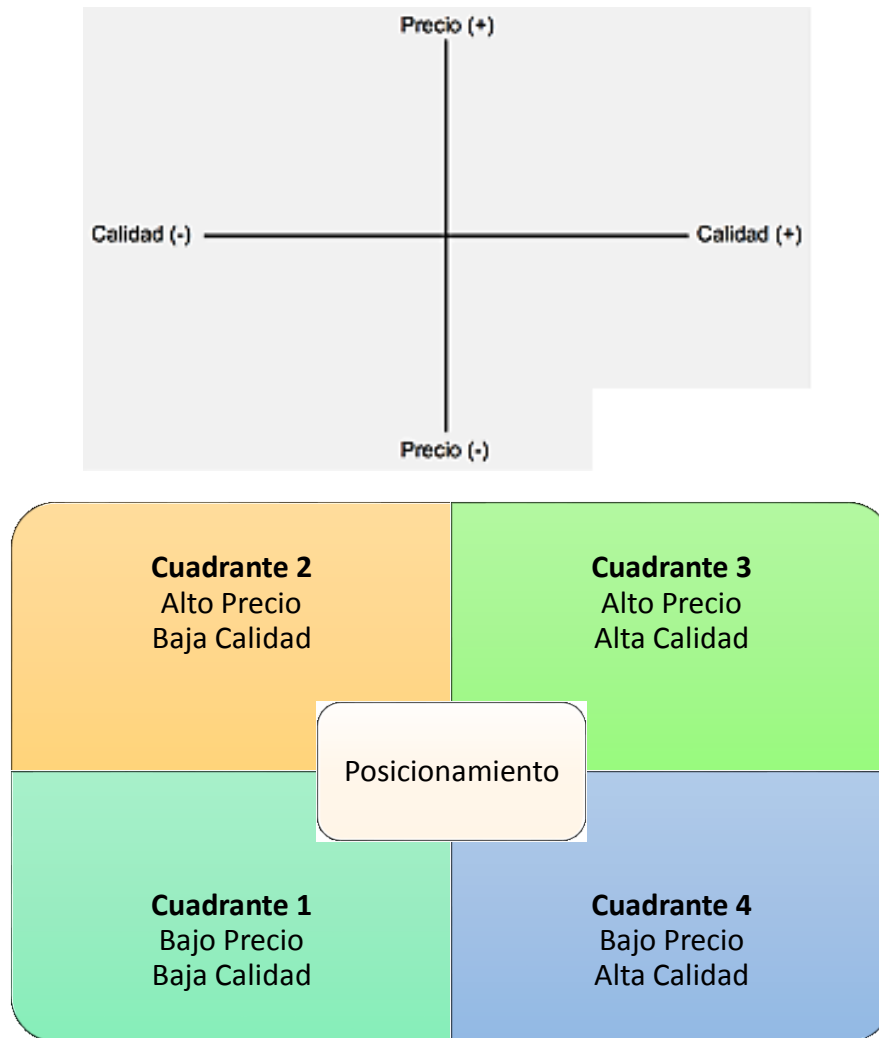 Precio (+)
Calidad (-)
Calidad (+)
Precio (-)
Cuadrante 2
Alto Precio
Baja Calidad
Cuadrante 3
Alto Precio
Alta Calidad
Posicionamiento
Cuadrante 1
Bajo Precio
Baja Calidad
Cuadrante 4
Bajo Precio
Alta Calidad